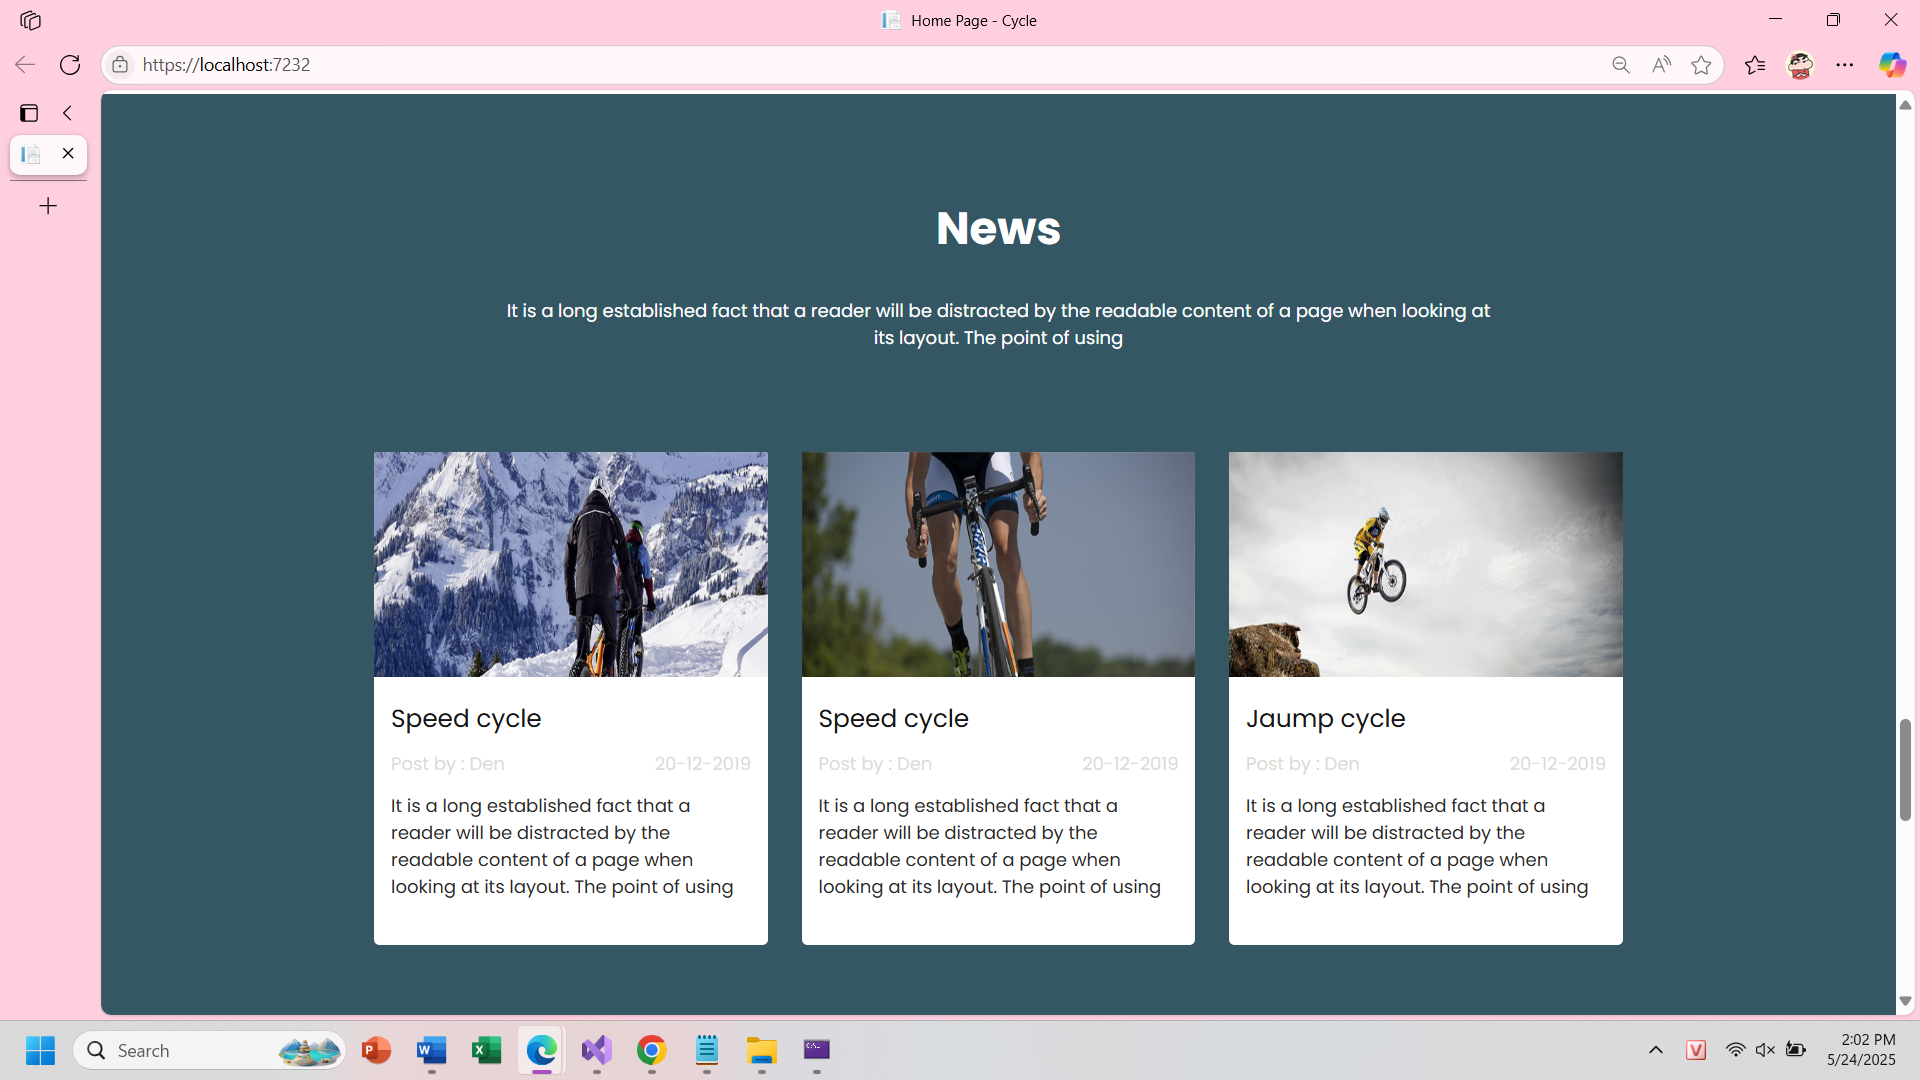 Home Page - Cycle
https://localhost:7232
News
It is a long established fact that a reader will be distracted by the readable content of a page when looking at
its layout. The point of using
Speed cycle
Post by : Den 20-12-2019
It is a long established fact that a
reader will be distracted by the
readable content of a page when
looking at its layout. The point of using
Speed cycle
Post by : Den 20-12-2019
It is a long established fact that a
reader will be distracted by the
readable content of a page when
looking at its layout. The point of using
Jaump cycle
Post by : Den 20-12-2019
It is a long established fact that a
reader will be distracted by the
readable content of a page when
looking at its layout. The point of using
Search
2:02 PM
5/24/2025